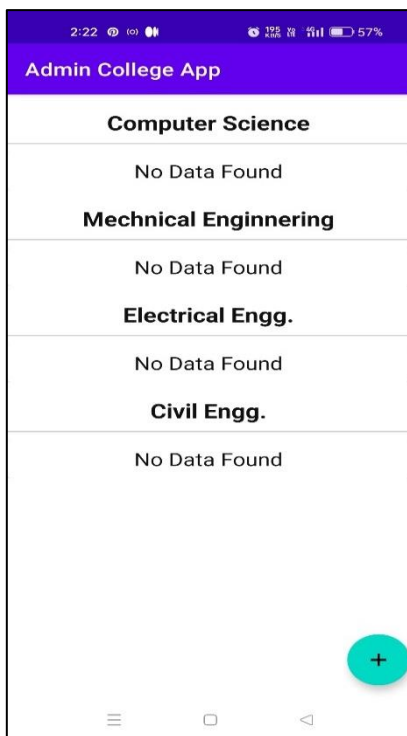 2:22 57%
Admin College App
Computer Science
No Data Found
Mechnical Enginnering
No Data Found
Electrical Engg.
No Data Found
Civil Engg.
No Data Found
+